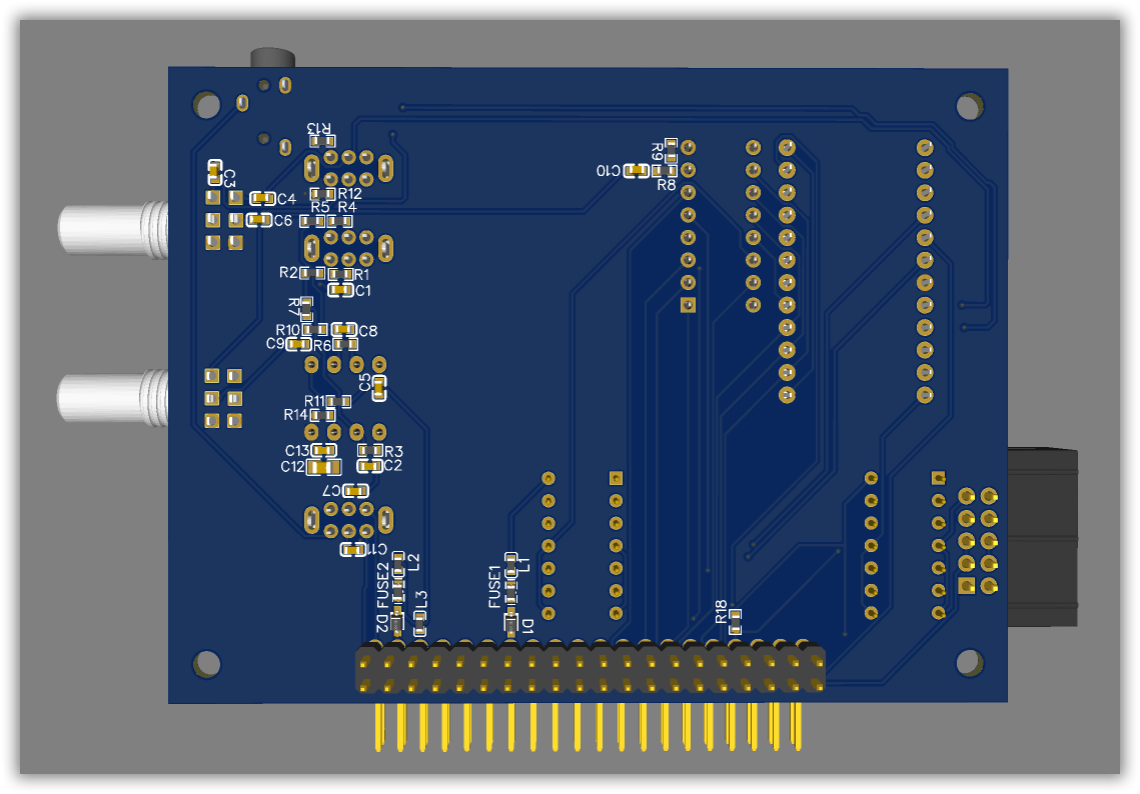 R13
C3
R12
C4
R5 R4
C6
R9
C10
R8
R2 R1
C1
R7
R10 C8
C9 R6
C5
R11
R14
C13 R3
C12 C2
C7
C11
L2
L1
FUSE2
FUSE1
L3
D2
D1
R18